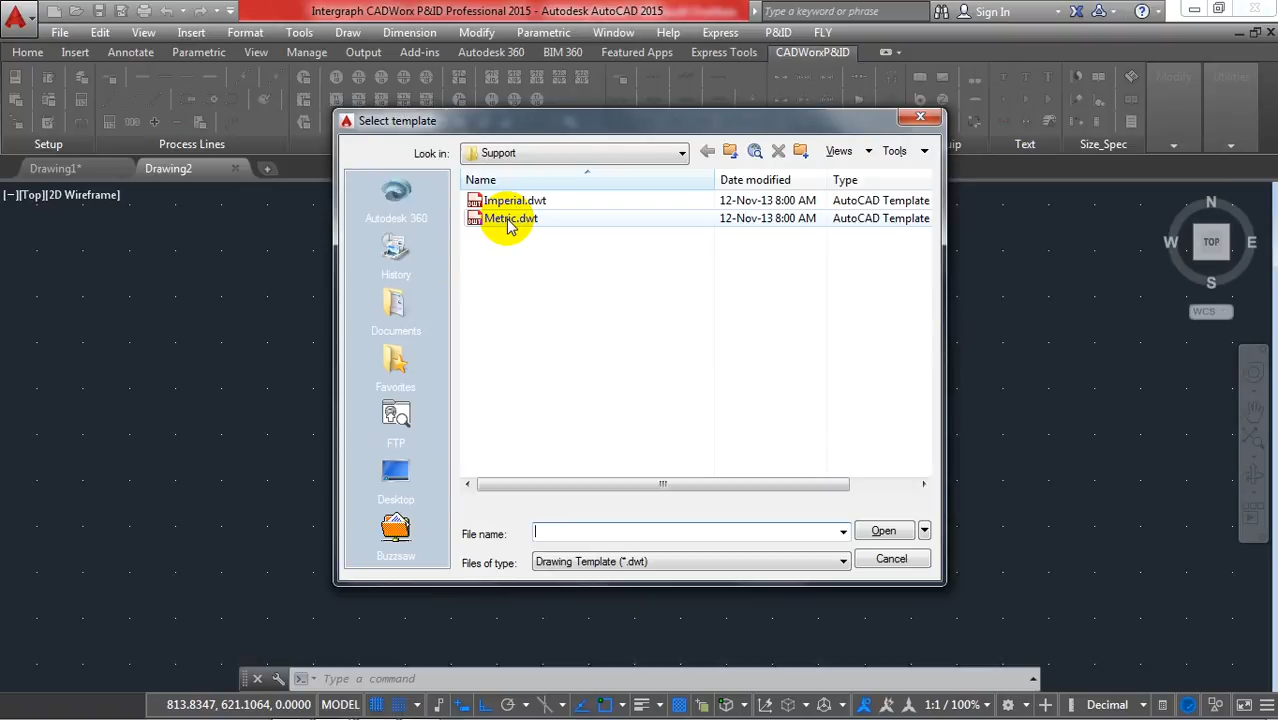 Intergraph CADWorx P&ID Professional 2015 - Autodesk AutoCAD 2015
Type a keyword or phrase
Sign In
File Edit View Insert Format Tools Draw Dimension Modify Parametric Window Help Express P&ID FLY
Home Insert Annotate Parametric View Manage Output Add-ins Autodesk 360 BIM 360 Featured Apps Express Tools CADWorxP&ID
Modify
Utilities
Setup Process Lines
Text Size_Spec
Drawing1* Drawing2
[−][Top][2D Wireframe]
Select template
Look in: Support Views Tools
Name Date modified Type
Imperial.dwt 12-Nov-13 8:00 AM AutoCAD Template
Metric.dwt 12-Nov-13 8:00 AM AutoCAD Template
Autodesk 360
History
Documents
Favorites
FTP
Desktop
Buzzsaw
File name: Open
Files of type: Drawing Template (*.dwt) Cancel
N
W TOP E
S
WCS
Type a command
813.8347, 621.1064, 0.0000 MODEL 1:1 / 100% Decimal